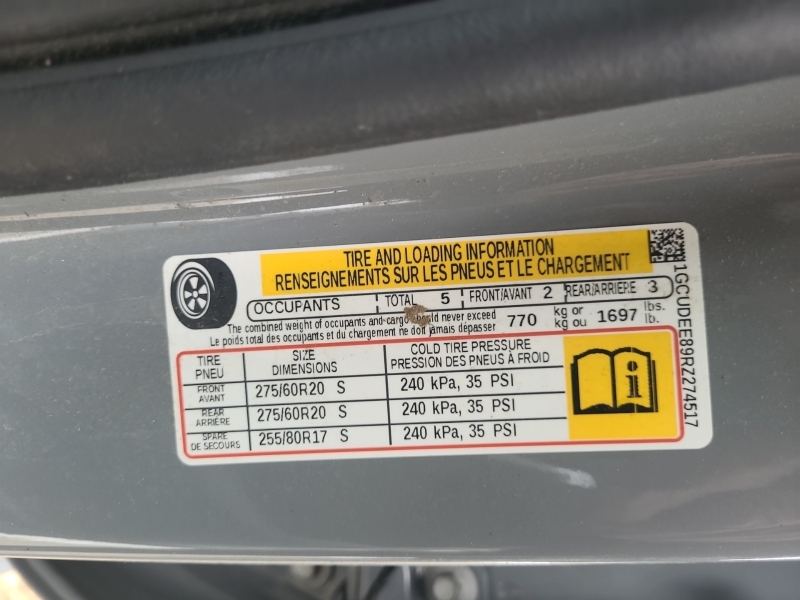 TIRE AND LOADING INFORMATION
RENSEIGNEMENTS SUR LES PNEUS ET LE CHARGEMENT
OCCUPANTS TOTAL 5 FRONT/AVANT 2 REAR/ARRIERE 3
The combined weight of occupants and cargo should never exceed
Le poids total des occupants et du chargement ne doit jamais dépasser
770 kg or kg ou 1697 lbs. lb.
TIRE PNEU SIZE DIMENSIONS COLD TIRE PRESSURE PRESSION DES PNEUS À FROID
FRONT AVANT 275/60R20 S 240 kPa, 35 PSI
REAR ARRIÈRE 275/60R20 S 240 kPa, 35 PSI
SPARE DE SECOURS 255/80R17 S 240 kPa, 35 PSI
i
1GCUDEE89RZ274517